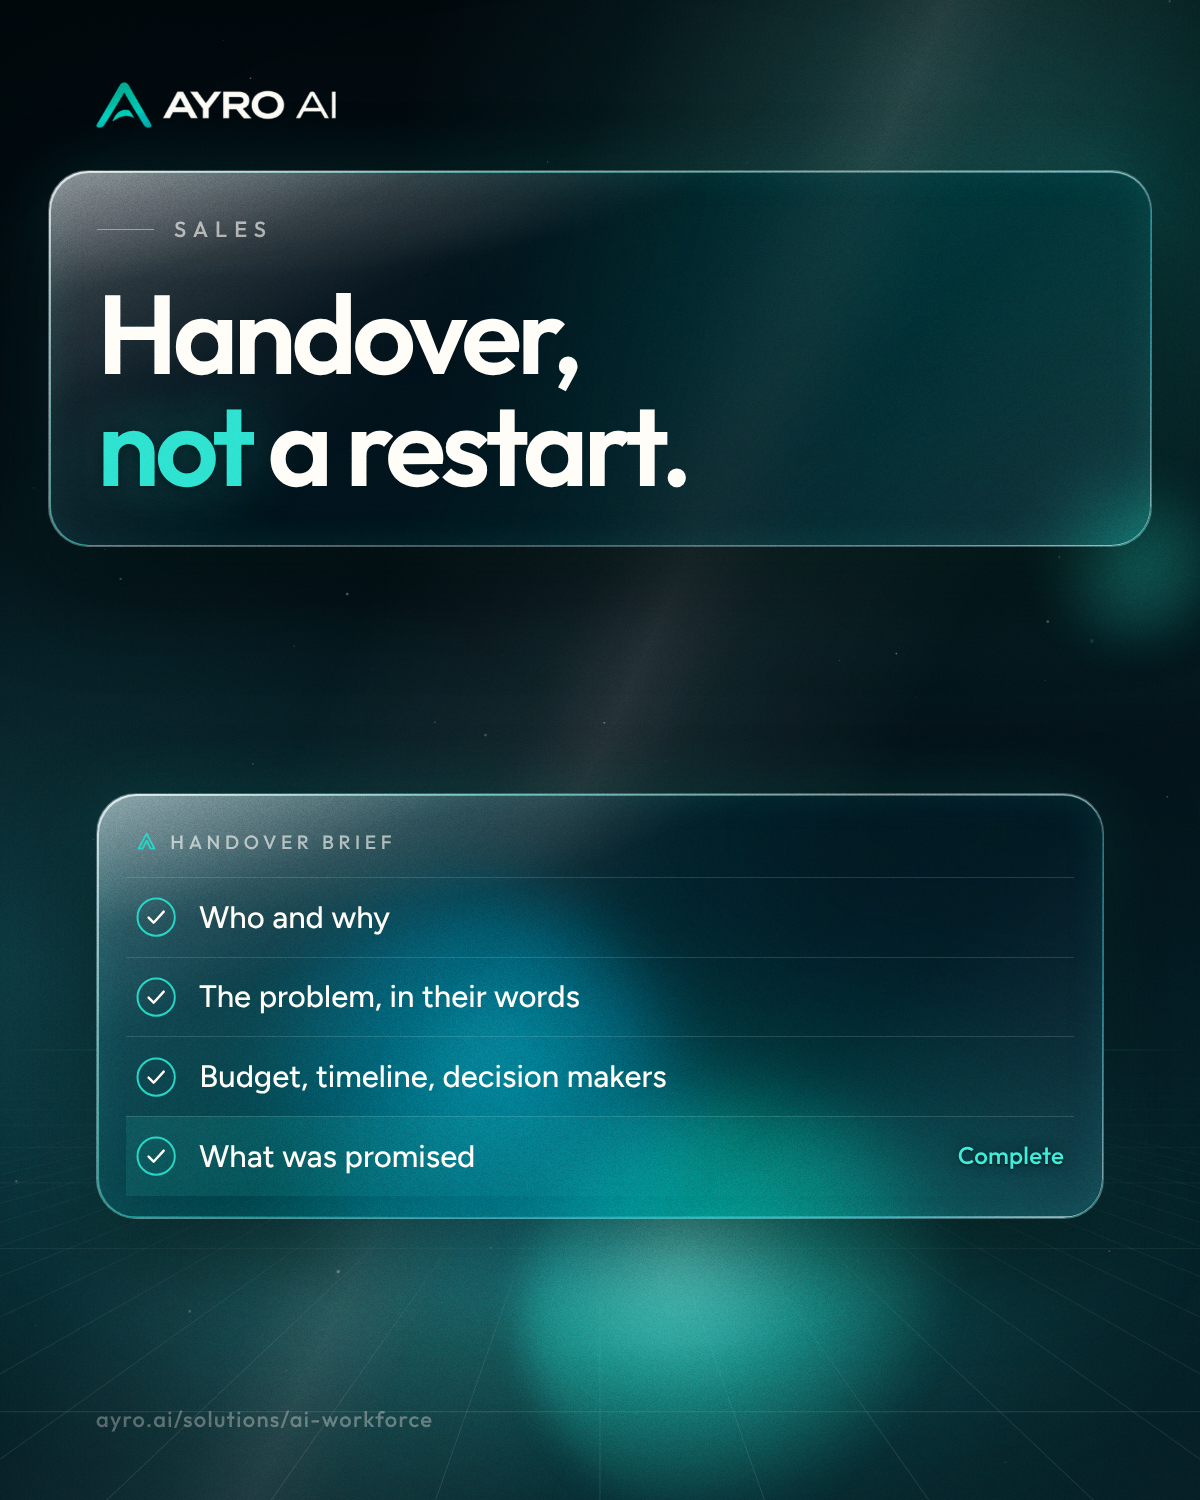 AYRO AI
SALES
Handover,
not a restart.
HANDOVER BRIEF
Who and why
The problem, in their words
Budget, timeline, decision makers
What was promised
Complete
ayro.ai/solutions/ai-workforce